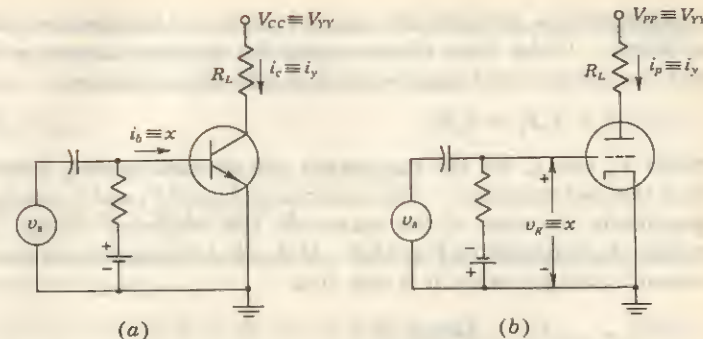 V_CC ≡ V_YY
R_L
i_c ≡ i_y
i_b ≡ x
v_s
+
-
(a)
V_PP ≡ V_YY
R_L
i_p ≡ i_y
v_s
-
+
+
v_g ≡ x
-
(b)